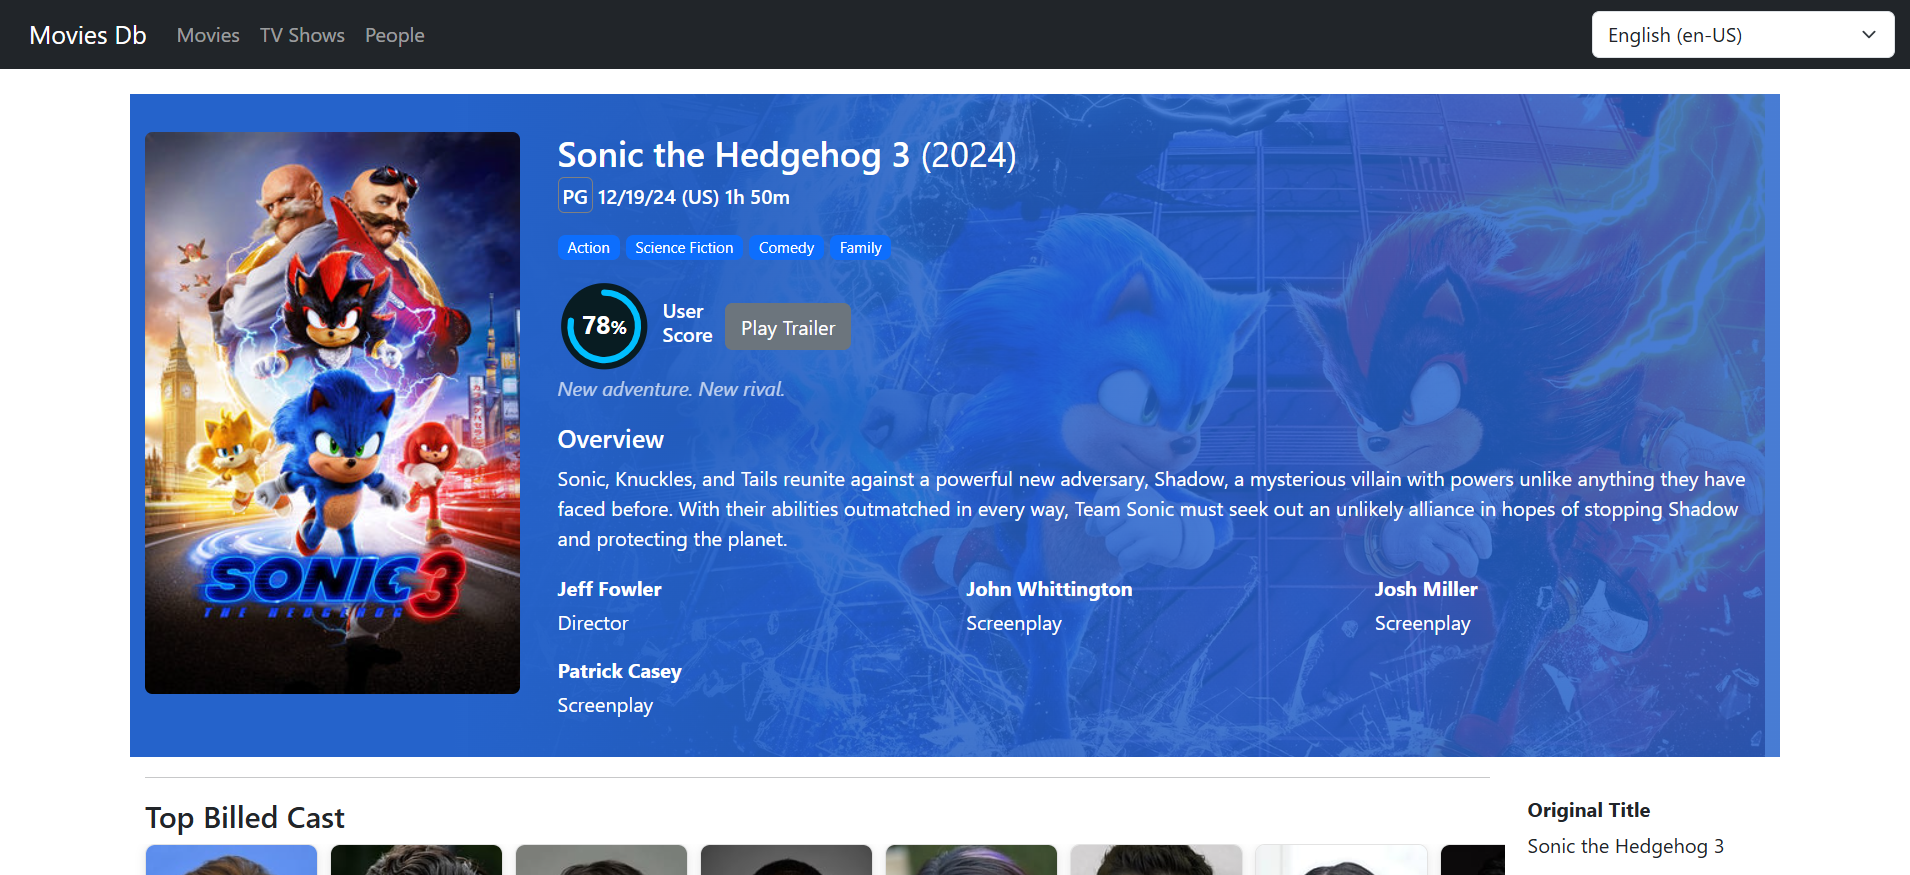 Movies Db Movies TV Shows People English (en-US)
Sonic the Hedgehog 3 (2024)
PG 12/19/24 (US) 1h 50m
Action Science Fiction Comedy Family
78% User Score Play Trailer
New adventure. New rival.
Overview
Sonic, Knuckles, and Tails reunite against a powerful new adversary, Shadow, a mysterious villain with powers unlike anything they have
faced before. With their abilities outmatched in every way, Team Sonic must seek out an unlikely alliance in hopes of stopping Shadow
and protecting the planet.
Jeff Fowler John Whittington Josh Miller
Director Screenplay Screenplay
Patrick Casey
Screenplay
SONIC 3
THE HEDGEHOG
Top Billed Cast
Original Title
Sonic the Hedgehog 3